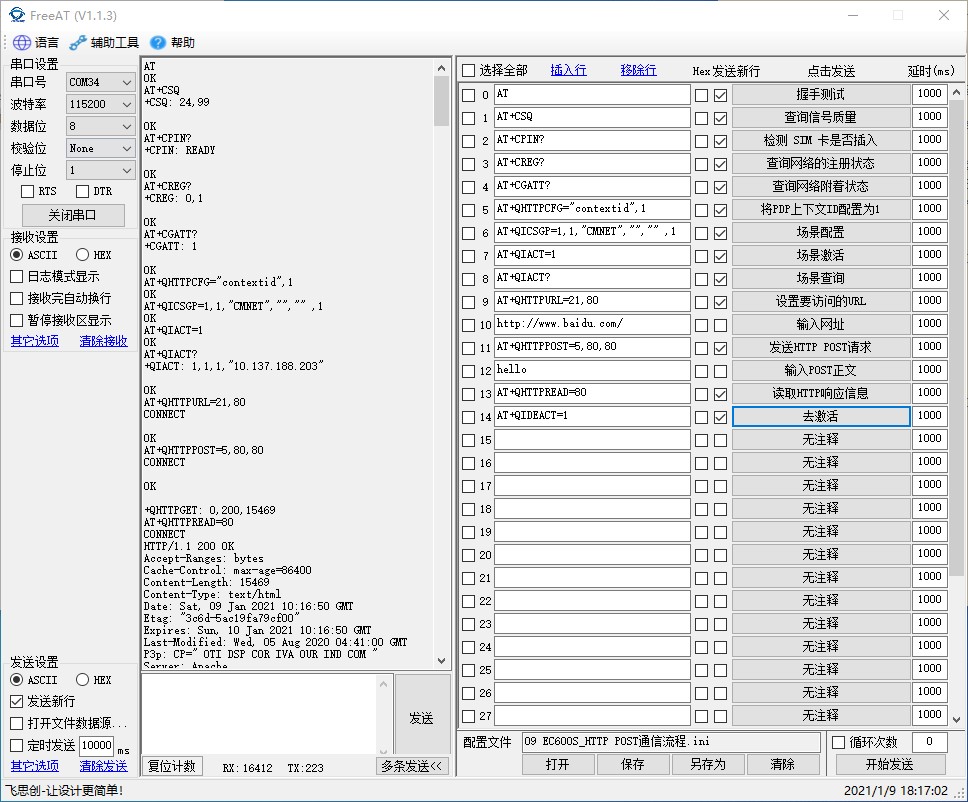 FreeAT (V1.1.3)
语言 辅助工具 帮助
串口设置
串口号 COM34
波特率 115200
数据位 8
校验位 None
停止位 1
RTS DTR
关闭串口
接收设置
ASCII HEX
日志模式显示
接收完自动换行
暂停接收区显示
其它选项 清除接收
发送设置
ASCII HEX
发送新行
打开文件数据源...
定时发送 10000 ms
其它选项 清除发送
AT
OK
AT+CSQ
+CSQ: 24,99
OK
AT+CPIN?
+CPIN: READY
OK
AT+CREG?
+CREG: 0,1
OK
AT+CGATT?
+CGATT: 1
OK
AT+QHTTPCFG="contextid",1
OK
AT+QICSGP=1,1,"CMNET","","" ,1
OK
AT+QIACT=1
OK
AT+QIACT?
+QIACT: 1,1,1,"10.137.188.203"
OK
AT+QHTTPURL=21,80
CONNECT
OK
AT+QHTTPPOST=5,80,80
CONNECT
OK
+QHTTPGET: 0,200,15469
AT+QHTTPREAD=80
CONNECT
HTTP/1.1 200 OK
Accept-Ranges: bytes
Cache-Control: max-age=86400
Content-Length: 15469
Content-Type: text/html
Date: Sat, 09 Jan 2021 10:16:50 GMT
Etag: "3c6d-5ac19fa79cf00"
Expires: Sun, 10 Jan 2021 10:16:50 GMT
Last-Modified: Wed, 05 Aug 2020 04:41:00 GMT
P3p: CP=" OTI DSP COR IVA OUR IND COM "
Server: Apache
发送
复位计数 RX: 16412 TX:223 多条发送<<
选择全部 插入行 移除行 Hex 发送新行 点击发送 延时(ms)
0 AT 握手测试 1000
1 AT+CSQ 查询信号质量 1000
2 AT+CPIN? 检测 SIM 卡是否插入 1000
3 AT+CREG? 查询网络的注册状态 1000
4 AT+CGATT? 查询网络附着状态 1000
5 AT+QHTTPCFG="contextid",1 将PDP上下文ID配置为1 1000
6 AT+QICSGP=1,1,"CMNET","","" ,1 场景配置 1000
7 AT+QIACT=1 场景激活 1000
8 AT+QIACT? 场景查询 1000
9 AT+QHTTPURL=21,80 设置要访问的URL 1000
10 http://www.baidu.com/ 输入网址 1000
11 AT+QHTTPPOST=5,80,80 发送HTTP POST请求 1000
12 hello 输入POST正文 1000
13 AT+QHTTPREAD=80 读取HTTP响应信息 1000
14 AT+QIDEACT=1 去激活 1000
15 无注释 1000
16 无注释 1000
17 无注释 1000
18 无注释 1000
19 无注释 1000
20 无注释 1000
21 无注释 1000
22 无注释 1000
23 无注释 1000
24 无注释 1000
25 无注释 1000
26 无注释 1000
27 无注释 1000
配置文件 09 EC600S_HTTP POST通信流程.ini 循环次数 0
打开 保存 另存为 清除 开始发送
飞思创-让设计更简单! 2021/1/9 18:17:02